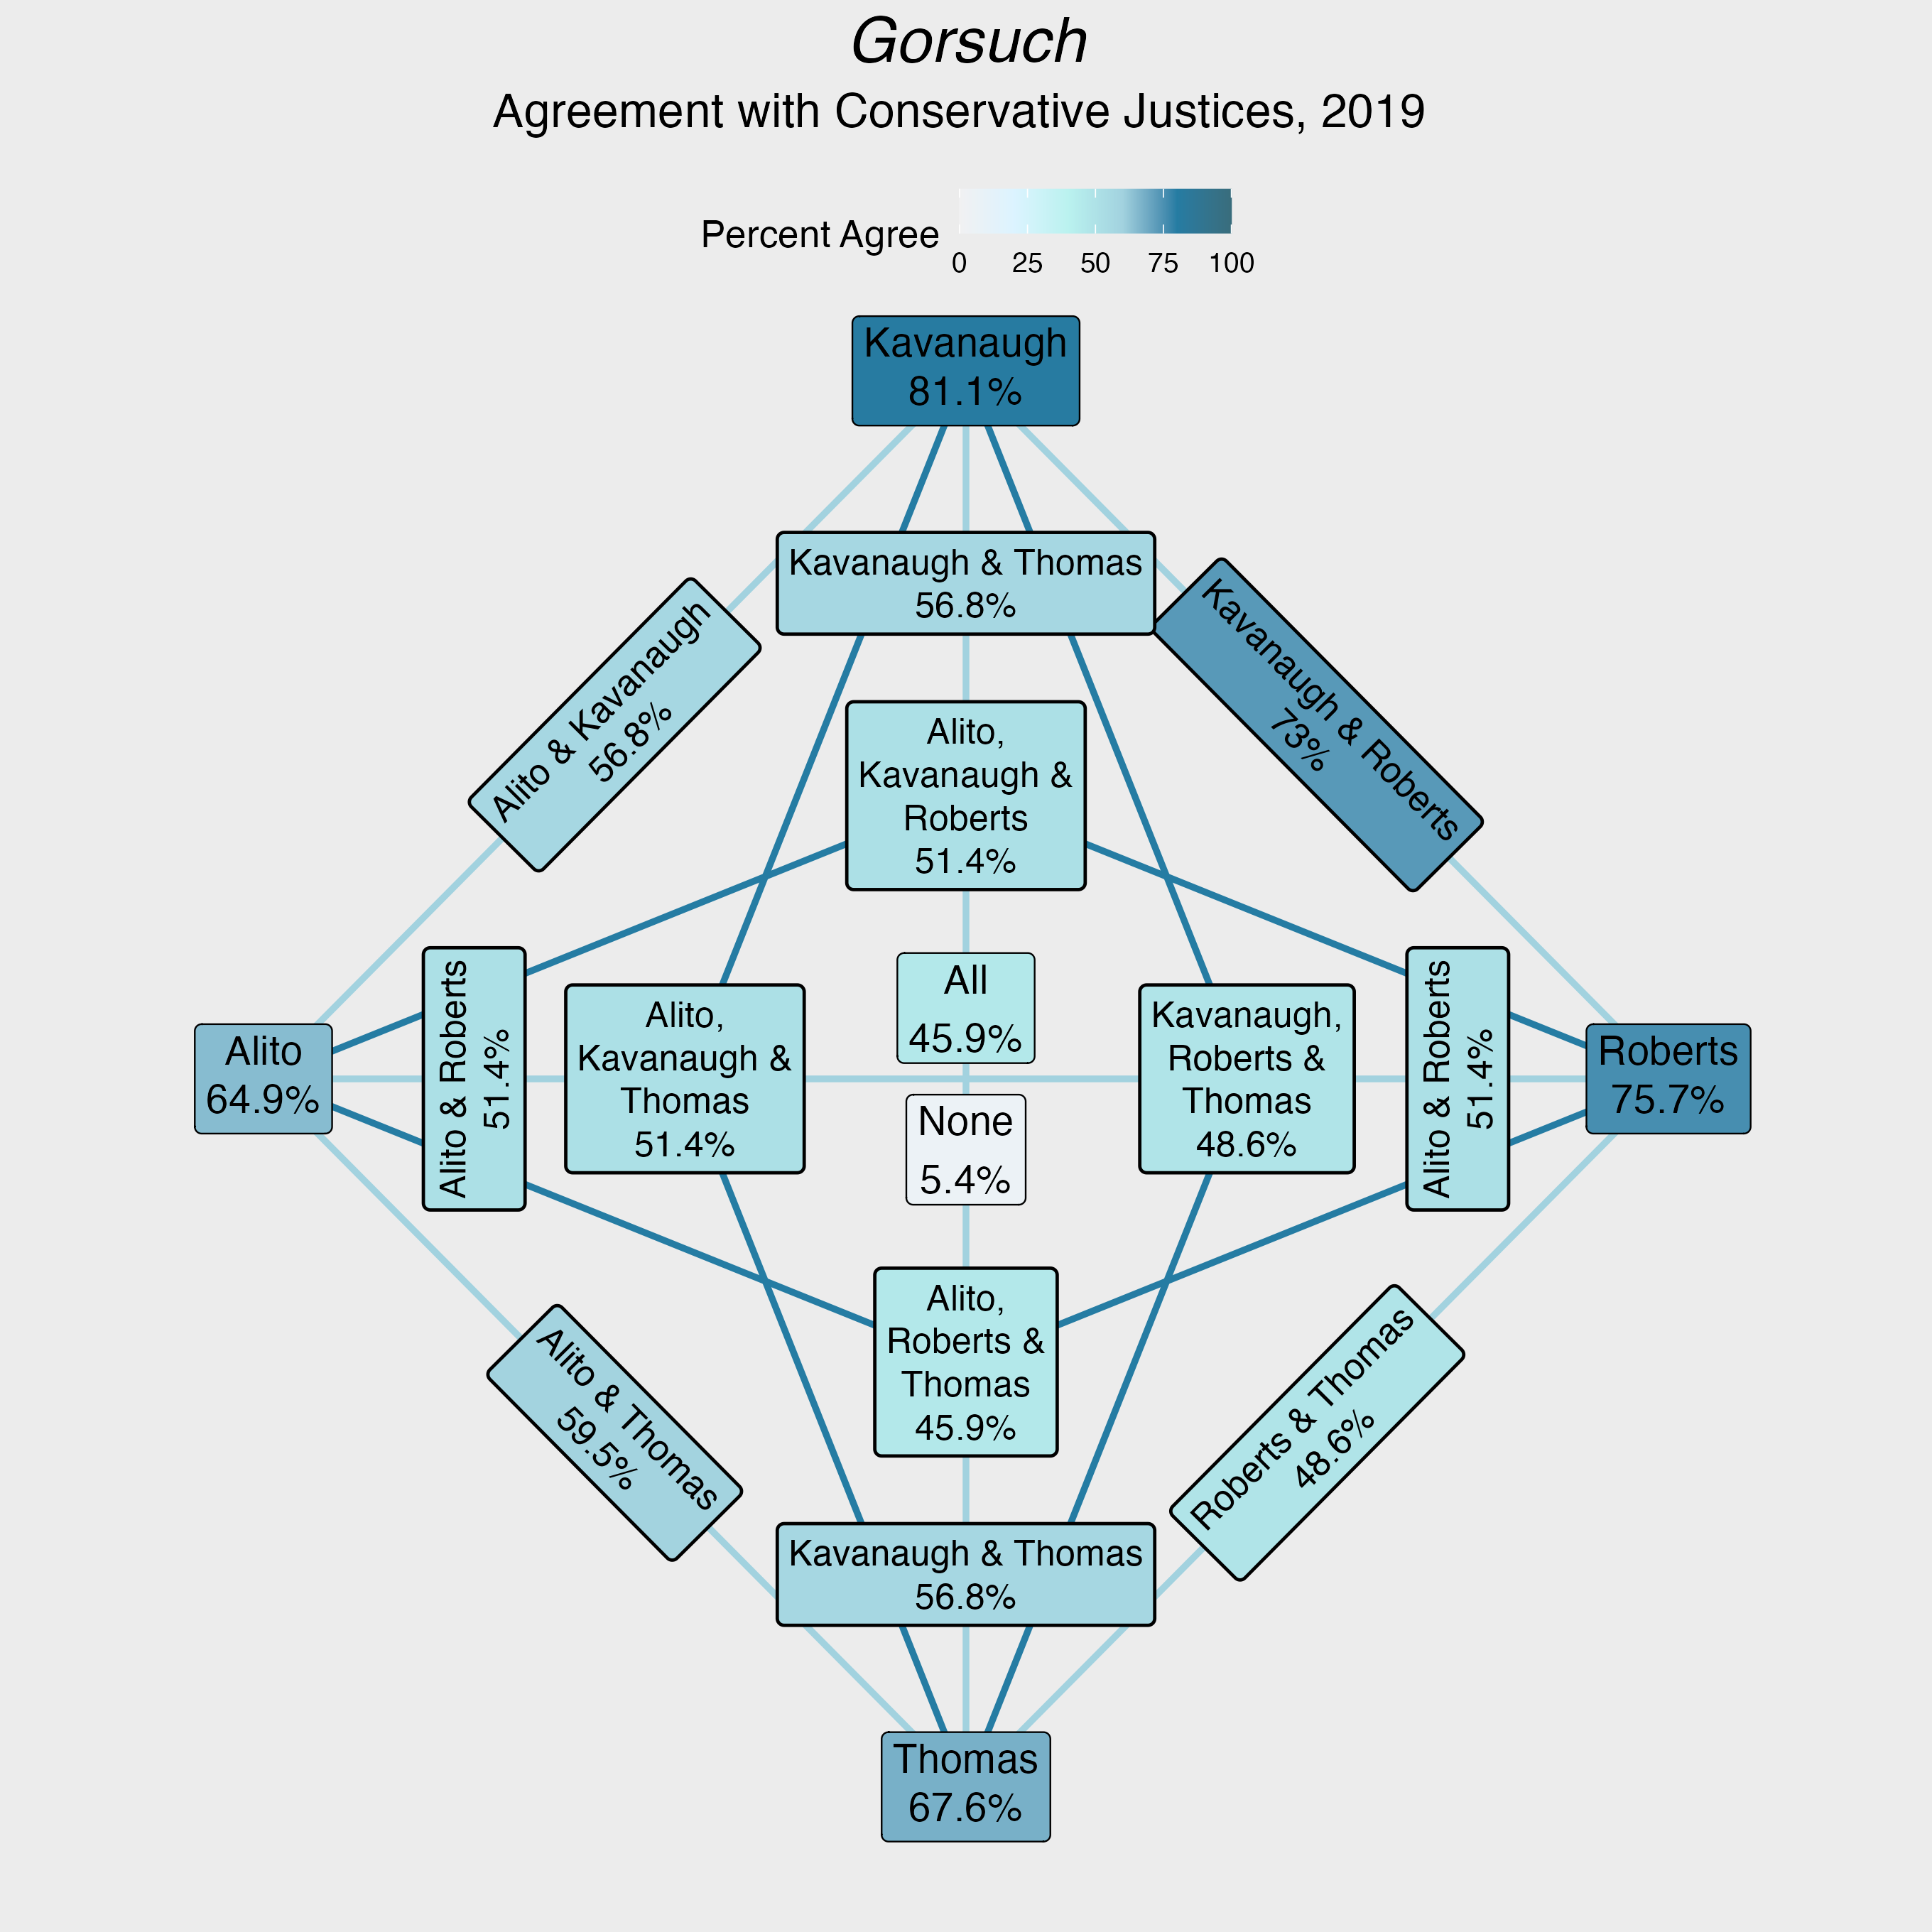 Gorsuch
Agreement with Conservative Justices, 2019
Percent Agree
0 25 50 75 100
Kavanaugh
81.1%
Kavanaugh & Thomas
56.8%
Alito & Kavanaugh
56.8%
Kavanaugh & Roberts
73%
Alito,
Kavanaugh &
Roberts
51.4%
Alito
64.9%
Alito & Roberts
51.4%
Alito,
Kavanaugh &
Thomas
51.4%
All
45.9%
None
5.4%
Kavanaugh,
Roberts &
Thomas
48.6%
Alito & Roberts
51.4%
Roberts
75.7%
Alito,
Roberts &
Thomas
45.9%
Alito & Thomas
59.5%
Roberts & Thomas
48.6%
Kavanaugh & Thomas
56.8%
Thomas
67.6%